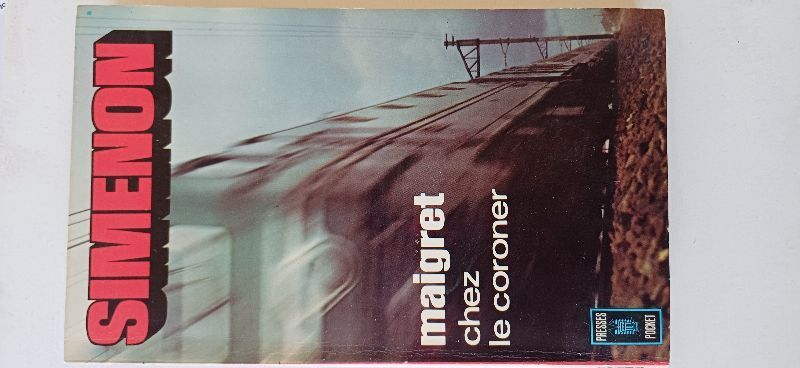 SIMENON
maigret
chez
le coroner
PRESSES
POCKET